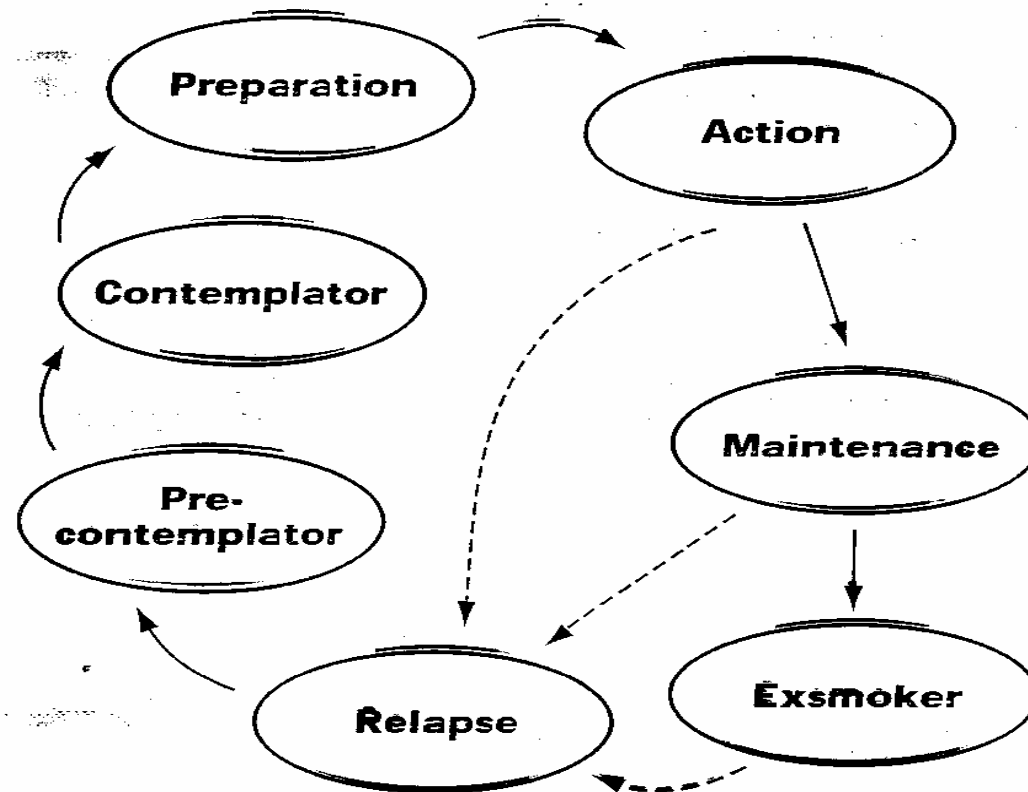 Preparation
Action
Contemplator
Maintenance
Pre-
contemplator
Exsmoker
Relapse